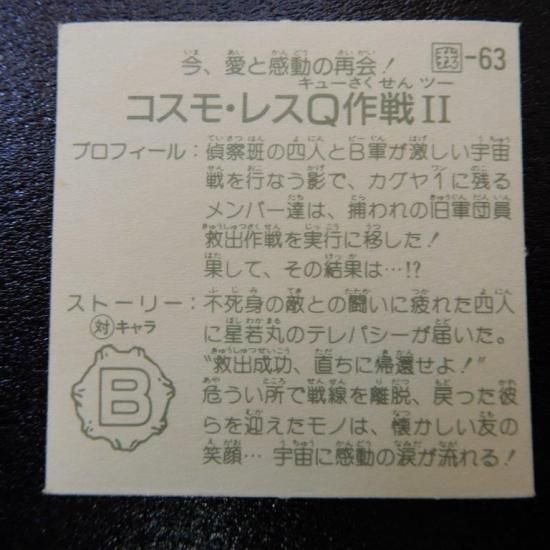 今、愛と感動の再会！
我-63
コスモ・レスQ作戦II
プロフィール：偵察班の四人とB軍が激しい宇宙
戦を行なう影で、カグヤ1に残る
メンバー達は、捕われの旧軍団員
救出作戦を実行に移した！
果して、その結果は…!?
ストーリー：不死身の敵との闘いに疲れた四人
に星若丸のテレパシーが届いた。
“救出成功、直ちに帰還せよ！”
危うい所で戦線を離脱、戻った彼
らを迎えたモノは、懐かしい友の
笑顔…宇宙に感動の涙が流れる！
対キャラ
B